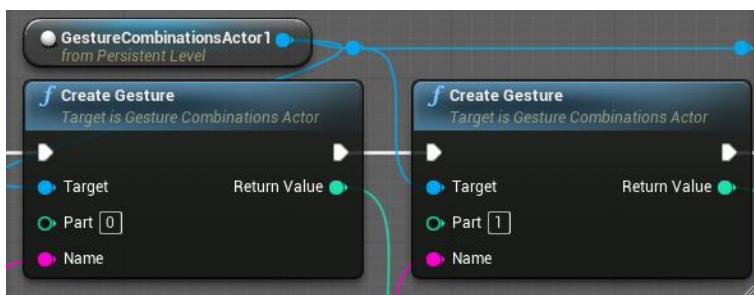 GestureCombinationsActor1
from Persistent Level
f Create Gesture
Target is Gesture Combinations Actor
Target
Return Value
Part 0
Name
f Create Gesture
Target is Gesture Combinations Actor
Target
Return Value
Part 1
Name